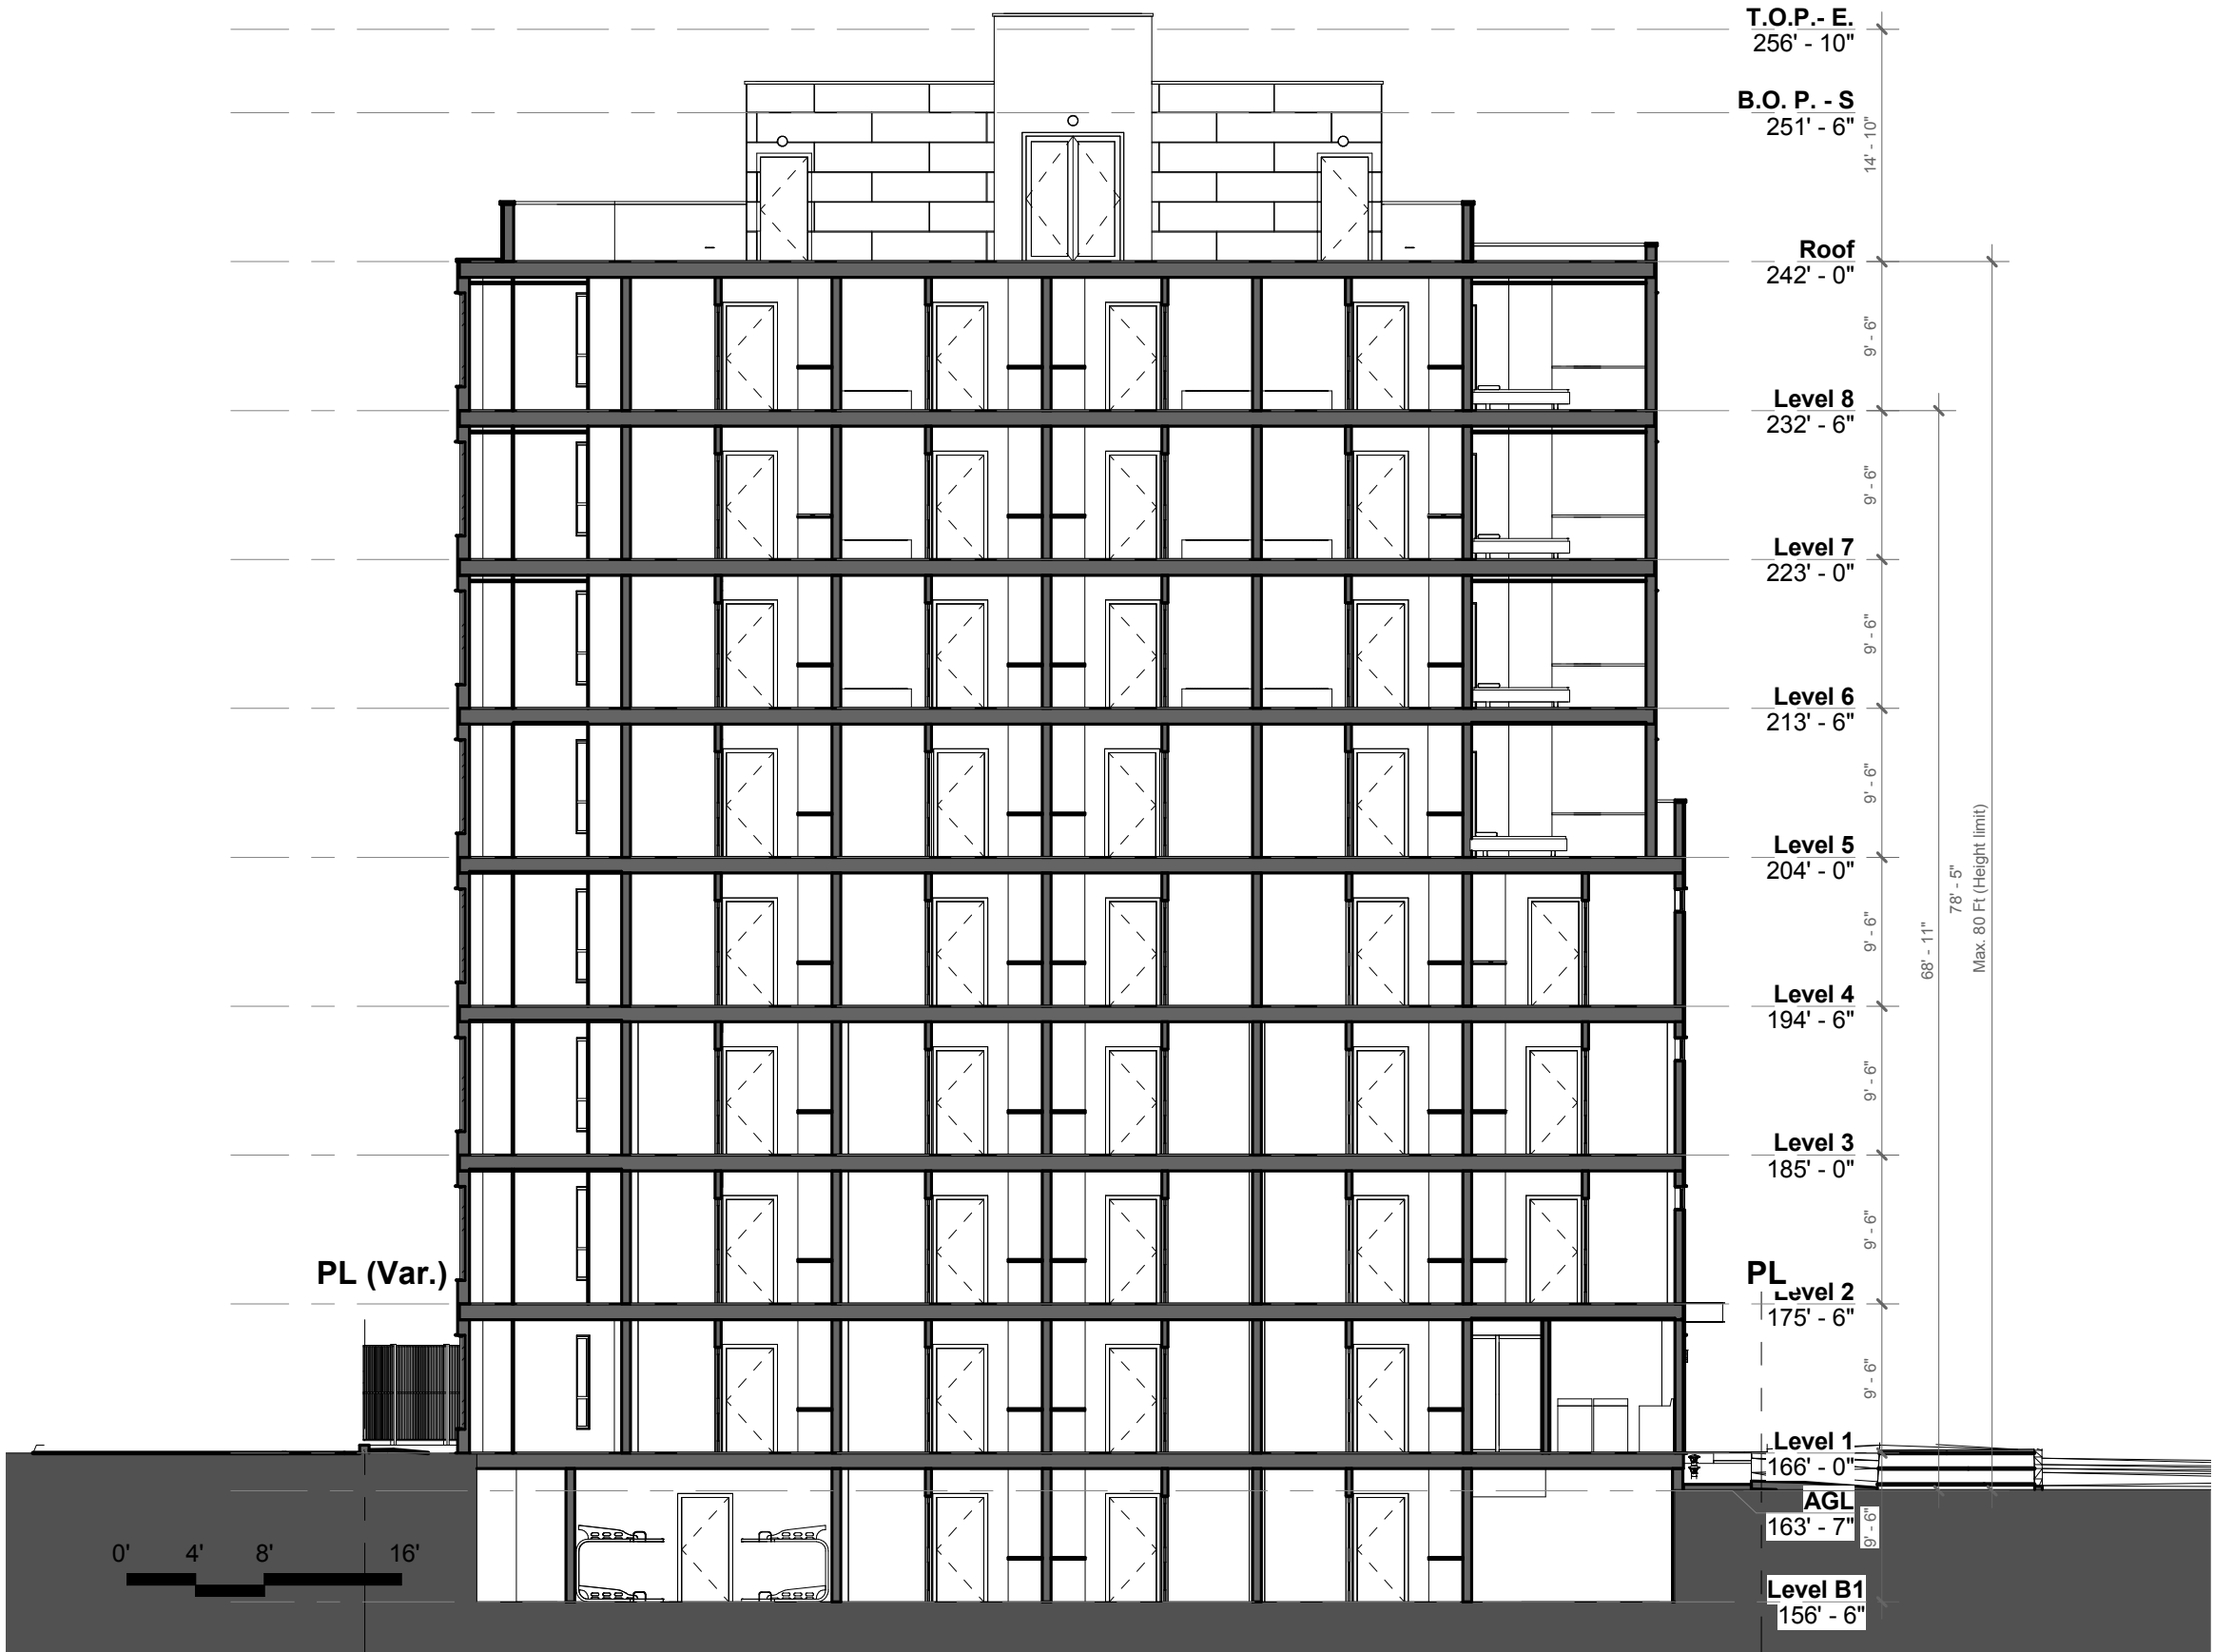 T.O.P.- E.
256' - 10"
B.O. P. - S
251' - 6"
14' - 10"
Roof
242' - 0"
9' - 6"
Level 8
232' - 6"
9' - 6"
Level 7
223' - 0"
9' - 6"
Level 6
213' - 6"
9' - 6"
Level 5
204' - 0"
9' - 6"
68' - 11"
78' - 5"
Max. 80 Ft (Height limit)
Level 4
194' - 6"
9' - 6"
Level 3
185' - 0"
9' - 6"
PL (Var.)
PL
Level 2
175' - 6"
9' - 6"
Level 1
166' - 0"
AGL
163' - 7"
9' - 6"
0' 4' 8' 16'
Level B1
156' - 6"